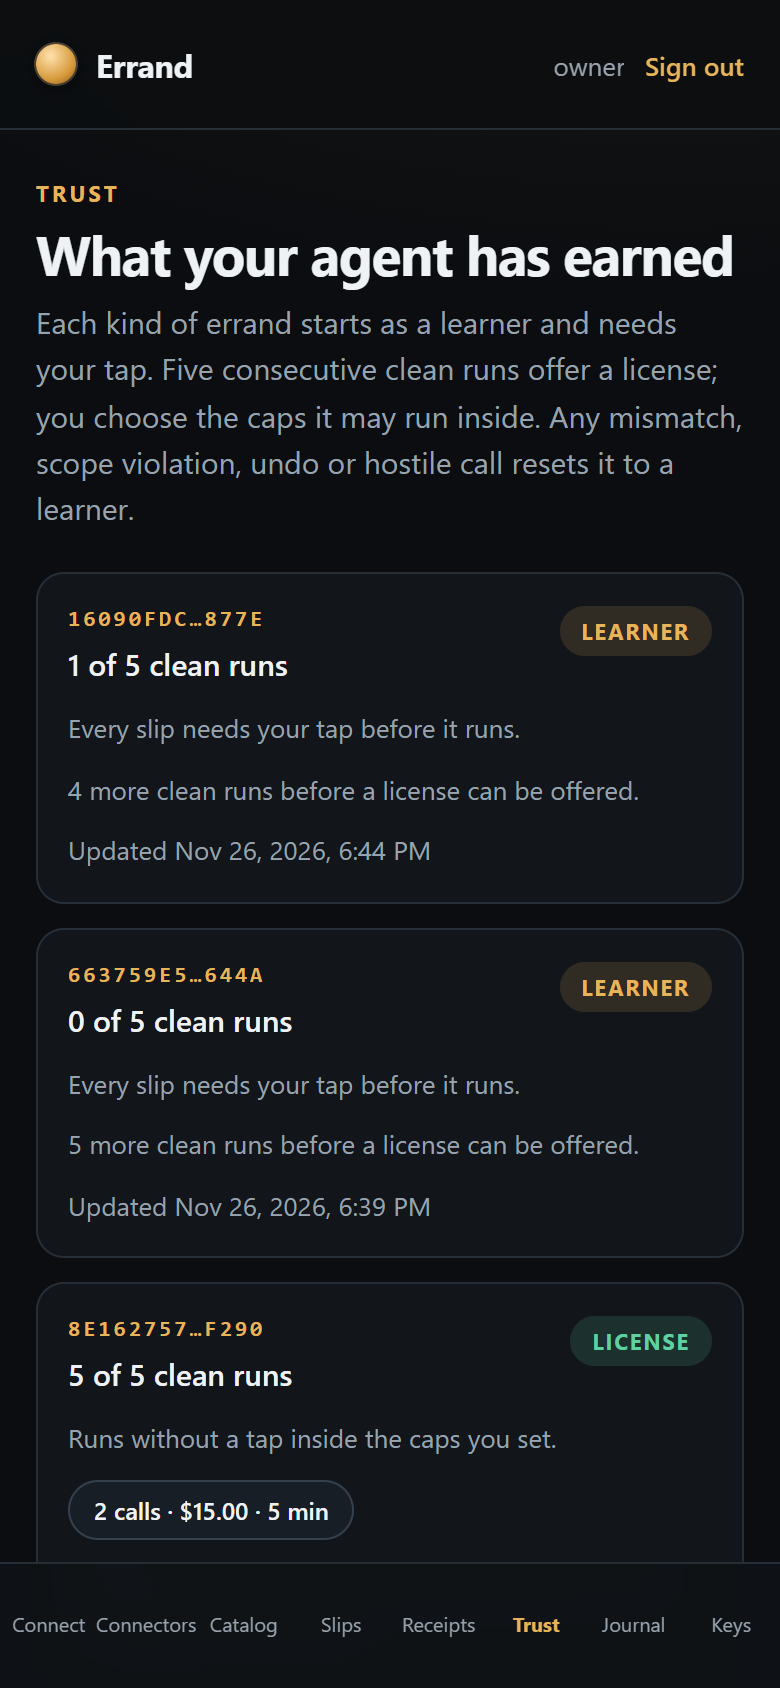 Errand
owner Sign out
TRUST
What your agent has earned
Each kind of errand starts as a learner and needs
your tap. Five consecutive clean runs offer a license;
you choose the caps it may run inside. Any mismatch,
scope violation, undo or hostile call resets it to a
learner.
16090FDC…877E
LEARNER
1 of 5 clean runs
Every slip needs your tap before it runs.
4 more clean runs before a license can be offered.
Updated Nov 26, 2026, 6:44 PM
663759E5…644A
LEARNER
0 of 5 clean runs
Every slip needs your tap before it runs.
5 more clean runs before a license can be offered.
Updated Nov 26, 2026, 6:39 PM
8E162757…F290
LICENSE
5 of 5 clean runs
Runs without a tap inside the caps you set.
2 calls · $15.00 · 5 min
Connect Connectors Catalog Slips Receipts Trust Journal Keys